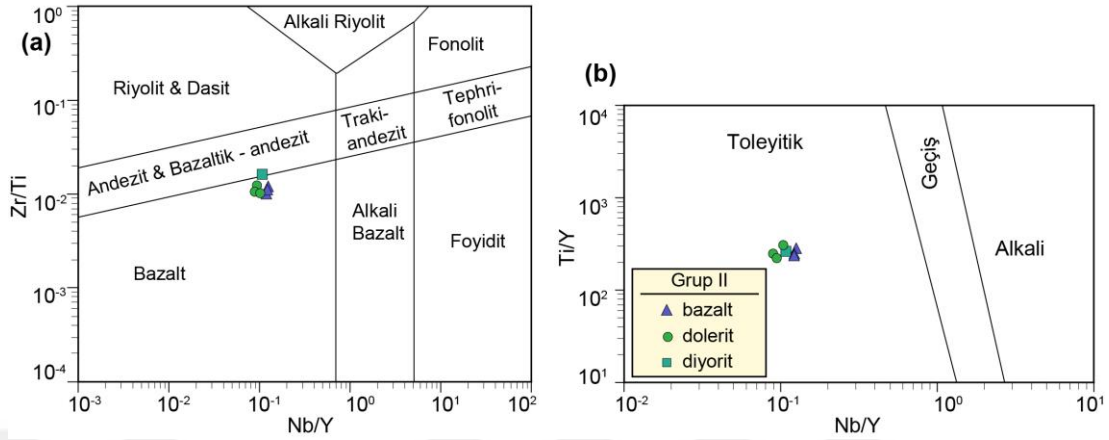 (a)
10⁰
Alkali Riyolit
Fonolit
Riyolit & Dasit
10⁻¹
Traki-
andezit
Tephri-
fonolit
Andezit & Bazaltik - andezit
Zr/Ti
10⁻²
Alkali
Bazalt
Foyidit
Bazalt
10⁻³
10⁻⁴
10⁻³
10⁻²
10⁻¹
10⁰
10¹
10²
Nb/Y
(b)
10⁴
Toleyitik
Geçiş
10³
Ti/Y
Alkali
10²
Grup II
bazalt
dolerit
diyorit
10¹
10⁻²
10⁻¹
10⁰
10¹
Nb/Y